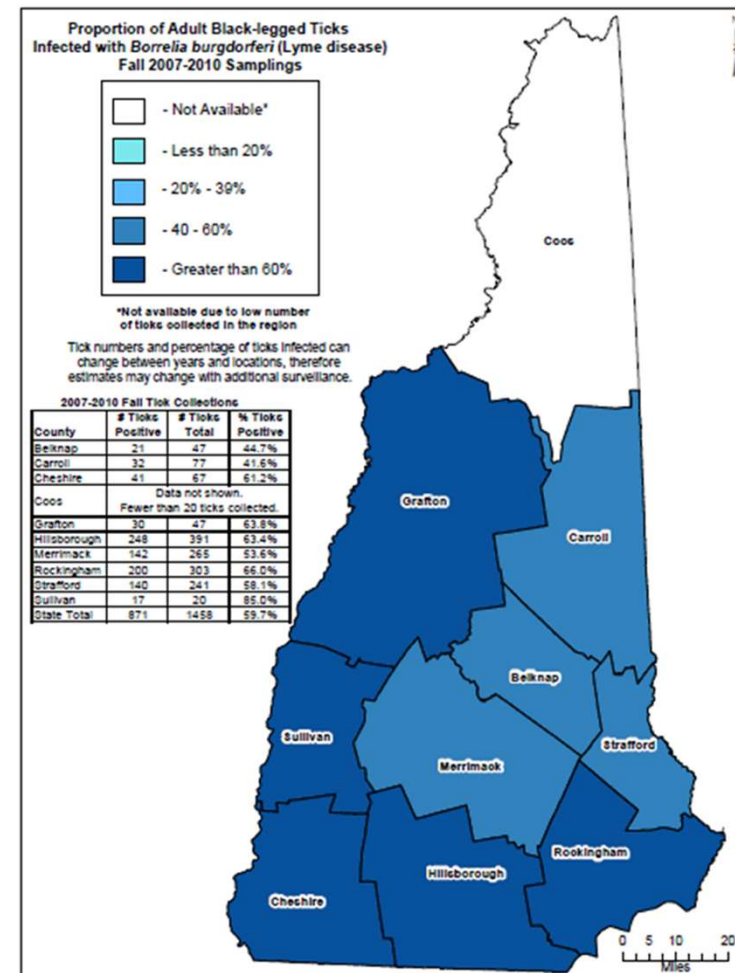 Proportion of Adult Black-legged Ticks
Infected with Borrelia burgdorferi (Lyme disease)
Fall 2007-2010 Samplings
- Not Available*
- Less than 20%
- 20% - 39%
- 40 - 60%
- Greater than 60%
*Not available due to low number
of ticks collected in the region
Tick numbers and percentage of ticks infected can
change between years and locations, therefore
estimates may change with additional surveillance.
2007-2010 Fall Tick Collections
County # Ticks Positive # Ticks Total % Ticks Positive
Belknap 21 47 44.7%
Carroll 32 77 41.6%
Cheshire 41 67 61.2%
Coos Data not shown. Fewer than 20 ticks collected.
Grafton 30 47 63.8%
Hillsborough 248 391 63.4%
Merrimack 142 265 53.6%
Rockingham 200 303 66.0%
Strafford 140 241 58.1%
Sullivan 17 20 85.0%
State Total 871 1458 59.7%
Coos
Grafton
Carroll
Belknap
Sullivan
Merrimack
Strafford
Rockingham
Hillsborough
Cheshire
0 5 10 20
Miles